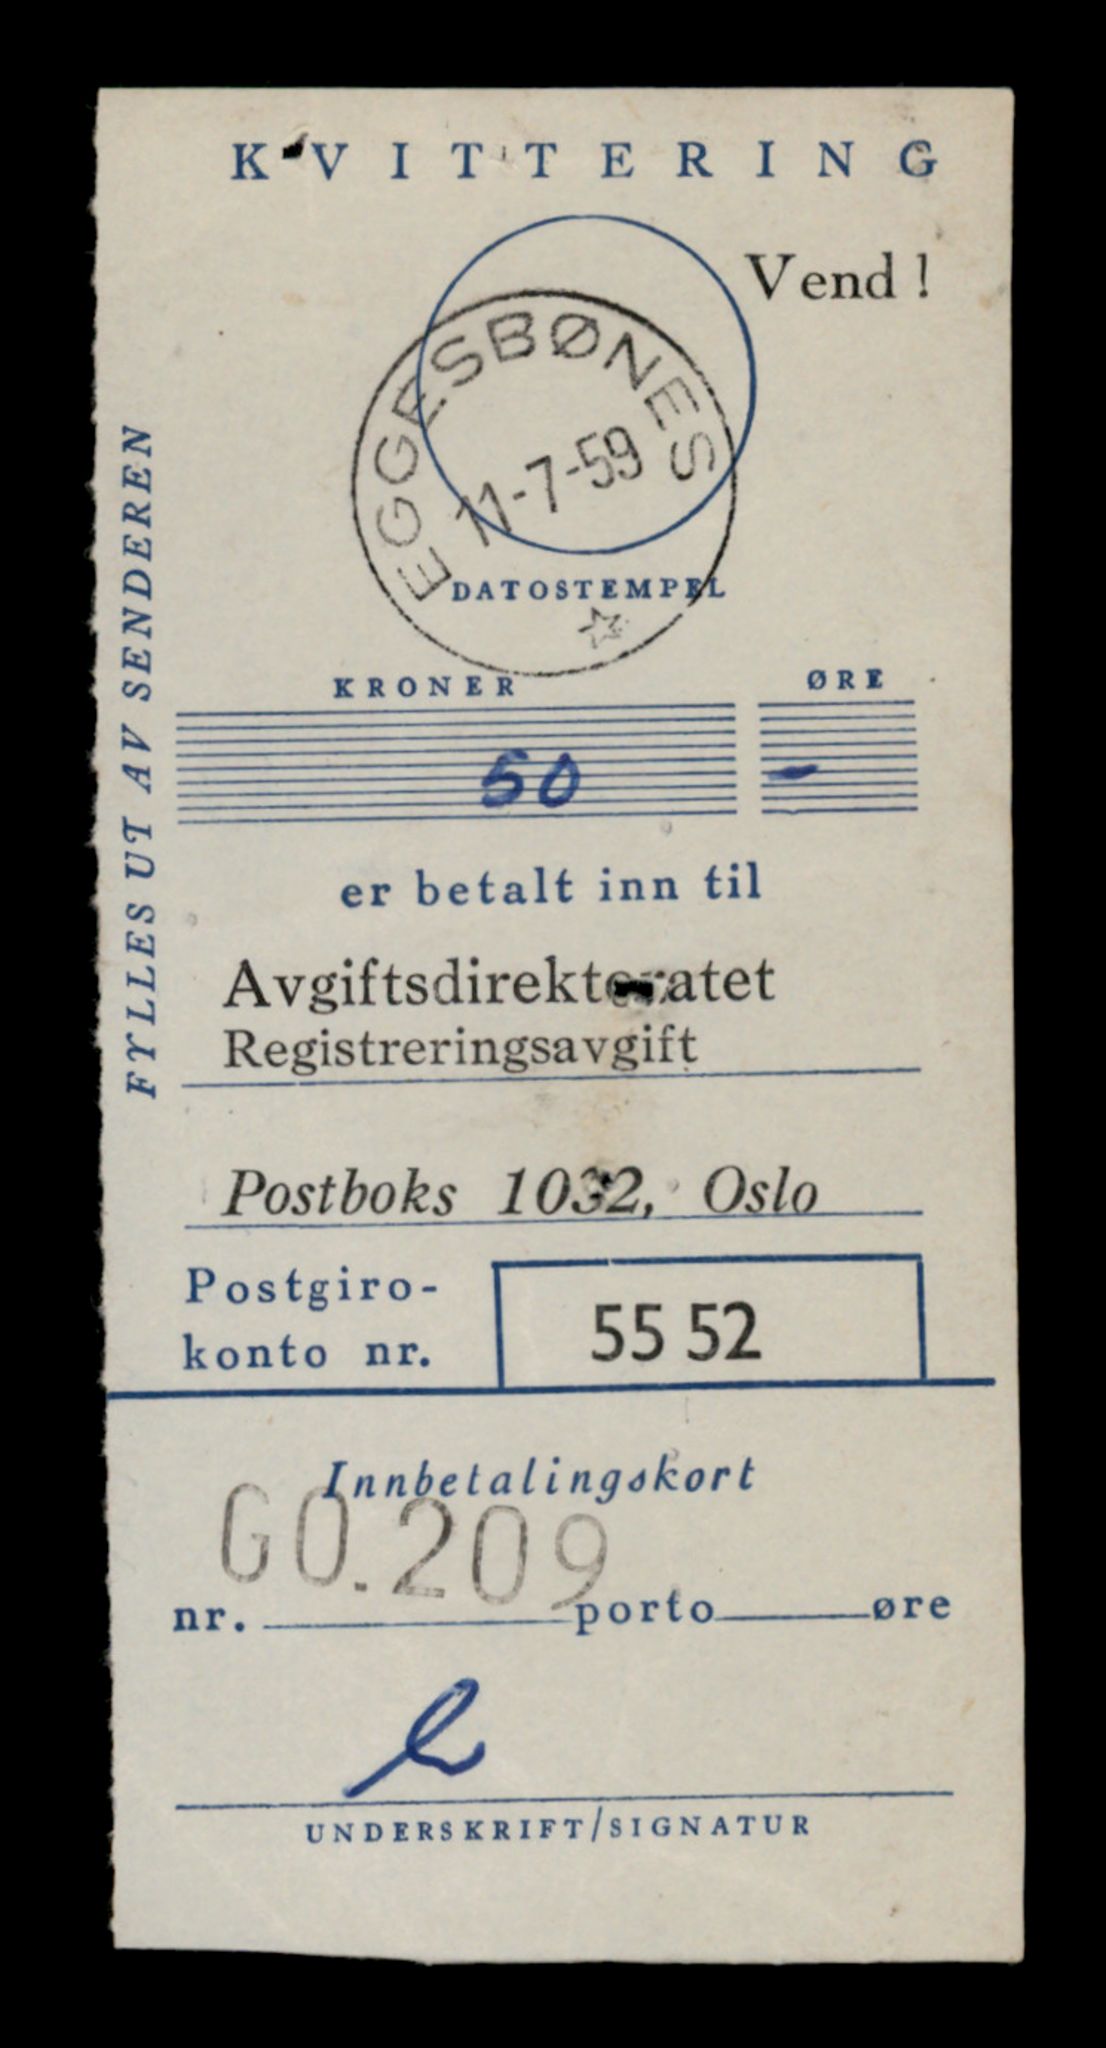 KVITTERING
Vend !
EGGESBØNES
11-7-59
DATOSTEMPEL
FYLLES UT AV SENDEREN
KRONER ØRE
50 -
er betalt inn til
Avgiftsdirektoratet
Registreringsavgift
Postboks 1032, Oslo
Postgiro-
konto nr.
55 52
Innbetalingskort
GO.209
nr. porto øre
UNDERSKRIFT/SIGNATUR